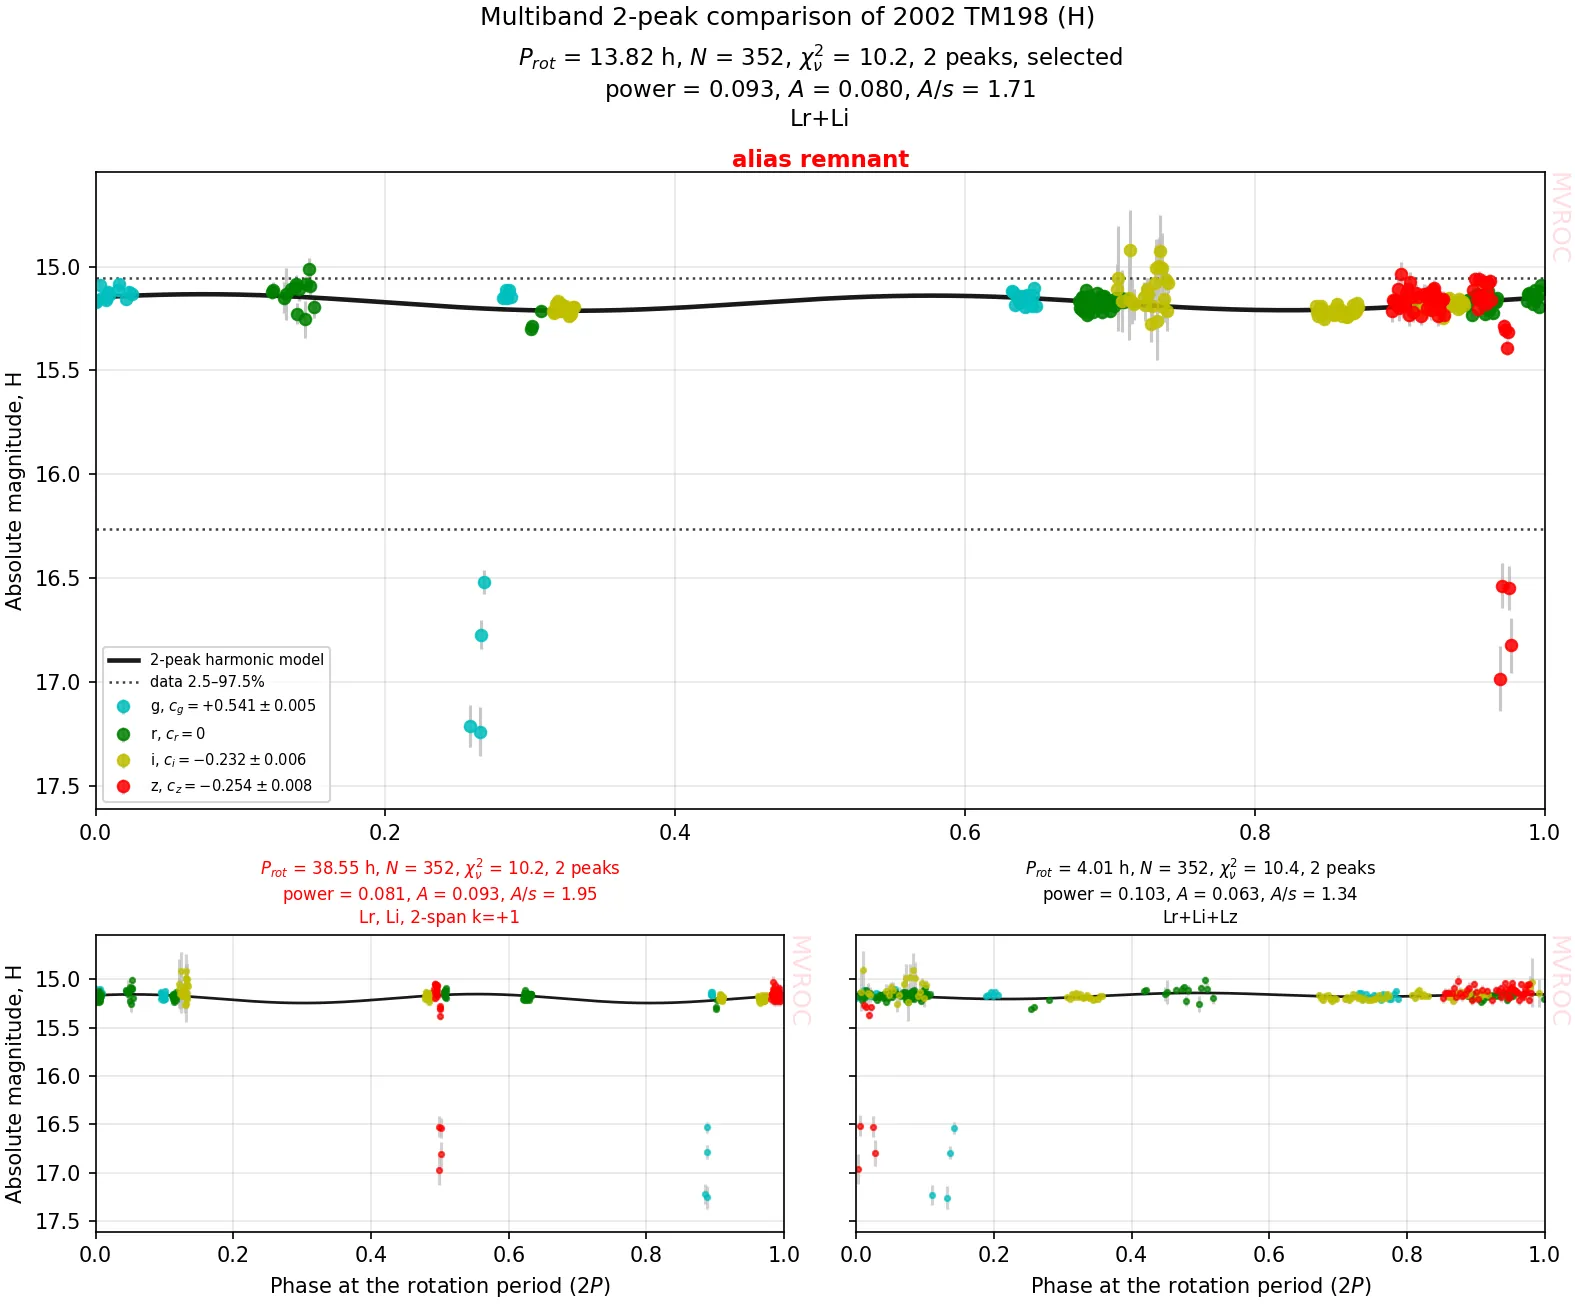 Multiband 2-peak comparison of 2002 TM198 (H)
P_rot = 13.82 h, N = 352, χ²_ν = 10.2, 2 peaks, selected
power = 0.093, A = 0.080, A/s = 1.71
Lr+Li
alias remnant
MVROC
Absolute magnitude, H
15.0
15.5
16.0
16.5
17.0
17.5
2-peak harmonic model
data 2.5–97.5%
g, c_g = +0.541 ± 0.005
r, c_r = 0
i, c_i = −0.232 ± 0.006
z, c_z = −0.254 ± 0.008
0.0 0.2 0.4 0.6 0.8 1.0
P_rot = 38.55 h, N = 352, χ²_ν = 10.2, 2 peaks
power = 0.081, A = 0.093, A/s = 1.95
Lr, Li, 2-span k=+1
MVROC
Absolute magnitude, H
15.0
15.5
16.0
16.5
17.0
17.5
0.0 0.2 0.4 0.6 0.8 1.0
Phase at the rotation period (2P)
P_rot = 4.01 h, N = 352, χ²_ν = 10.4, 2 peaks
power = 0.103, A = 0.063, A/s = 1.34
Lr+Li+Lz
MVROC
0.0 0.2 0.4 0.6 0.8 1.0
Phase at the rotation period (2P)